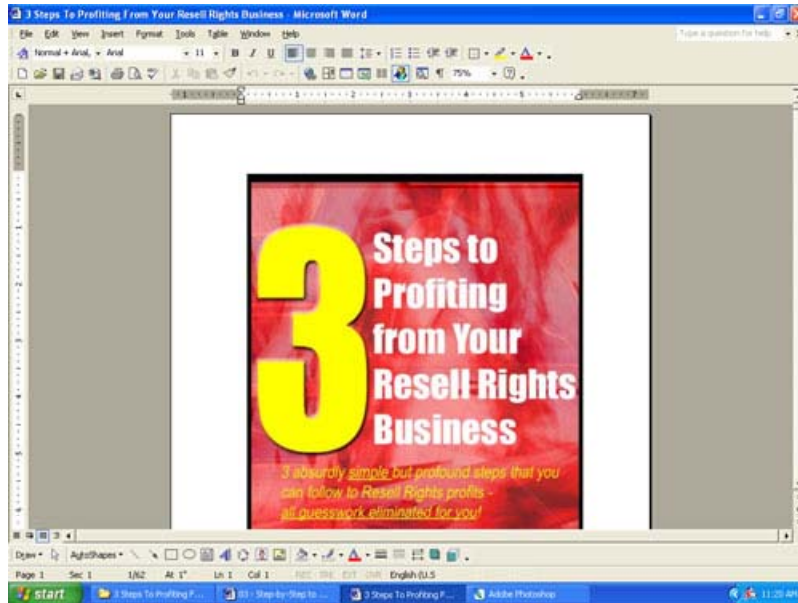 3 Steps To Profiting From Your Resell Rights Business - Microsoft Word
File Edit View Insert Format Tools Table Window Help
Type a question for help
Normal + Arial, Arial 11 B I U
75%
3 Steps to
Profiting
from Your
Resell Rights
Business
3 absurdly simple but profound steps that you
can follow to Resell Rights profits -
all guesswork eliminated for you!
Draw AutoShapes
Page 1 Sec 1 1/62 At 1" Ln 1 Col 1 REC TRK EXT OVR English (U.S
start 3 Steps To Profiting F... 03 - Step-by-Step to ... 3 Steps To Profiting F... Adobe Photoshop 11:20 AM